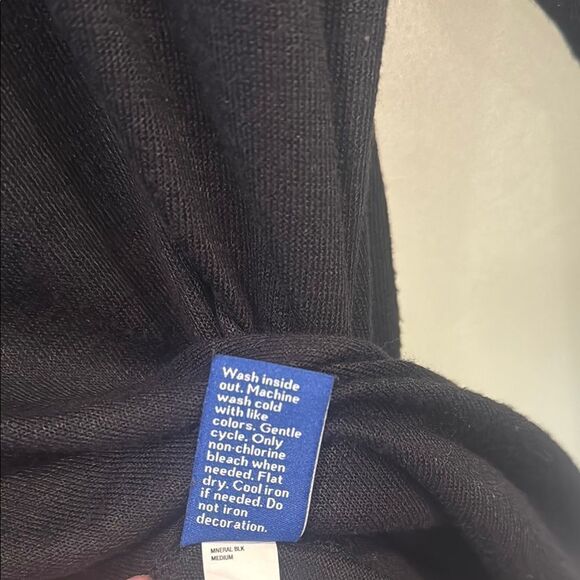 Wash inside
out. Machine
wash cold
with like
colors. Gentle
cycle. Only
non-chlorine
bleach when
needed. Flat
dry. Cool iron
if needed. Do
not iron
decoration.
MINERAL BLK
MEDIUM